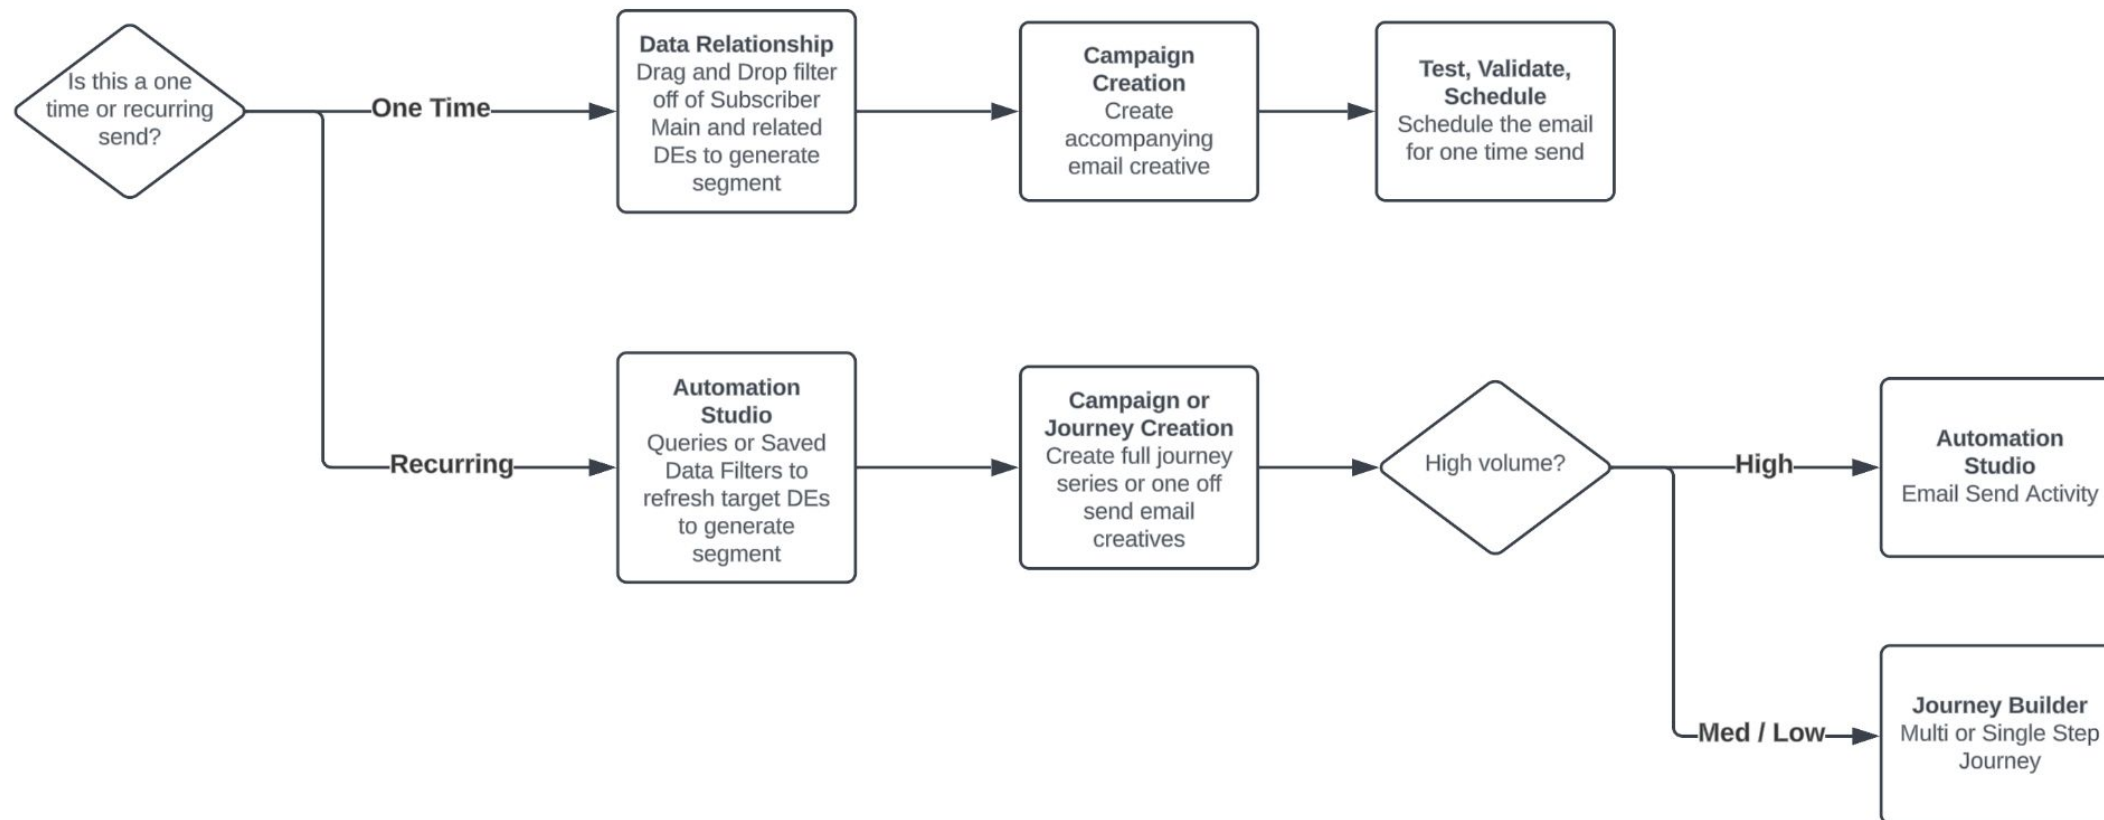 Is this a one
time or recurring
send?
One Time
Data Relationship
Drag and Drop filter
off of Subscriber
Main and related
DEs to generate
segment
Campaign
Creation
Create
accompanying
email creative
Test, Validate,
Schedule
Schedule the email
for one time send
Recurring
Automation
Studio
Queries or Saved
Data Filters to
refresh target DEs
to generate
segment
Campaign or
Journey Creation
Create full journey
series or one off
send email
creatives
High volume?
High
Automation
Studio
Email Send Activity
Med / Low
Journey Builder
Multi or Single Step
Journey